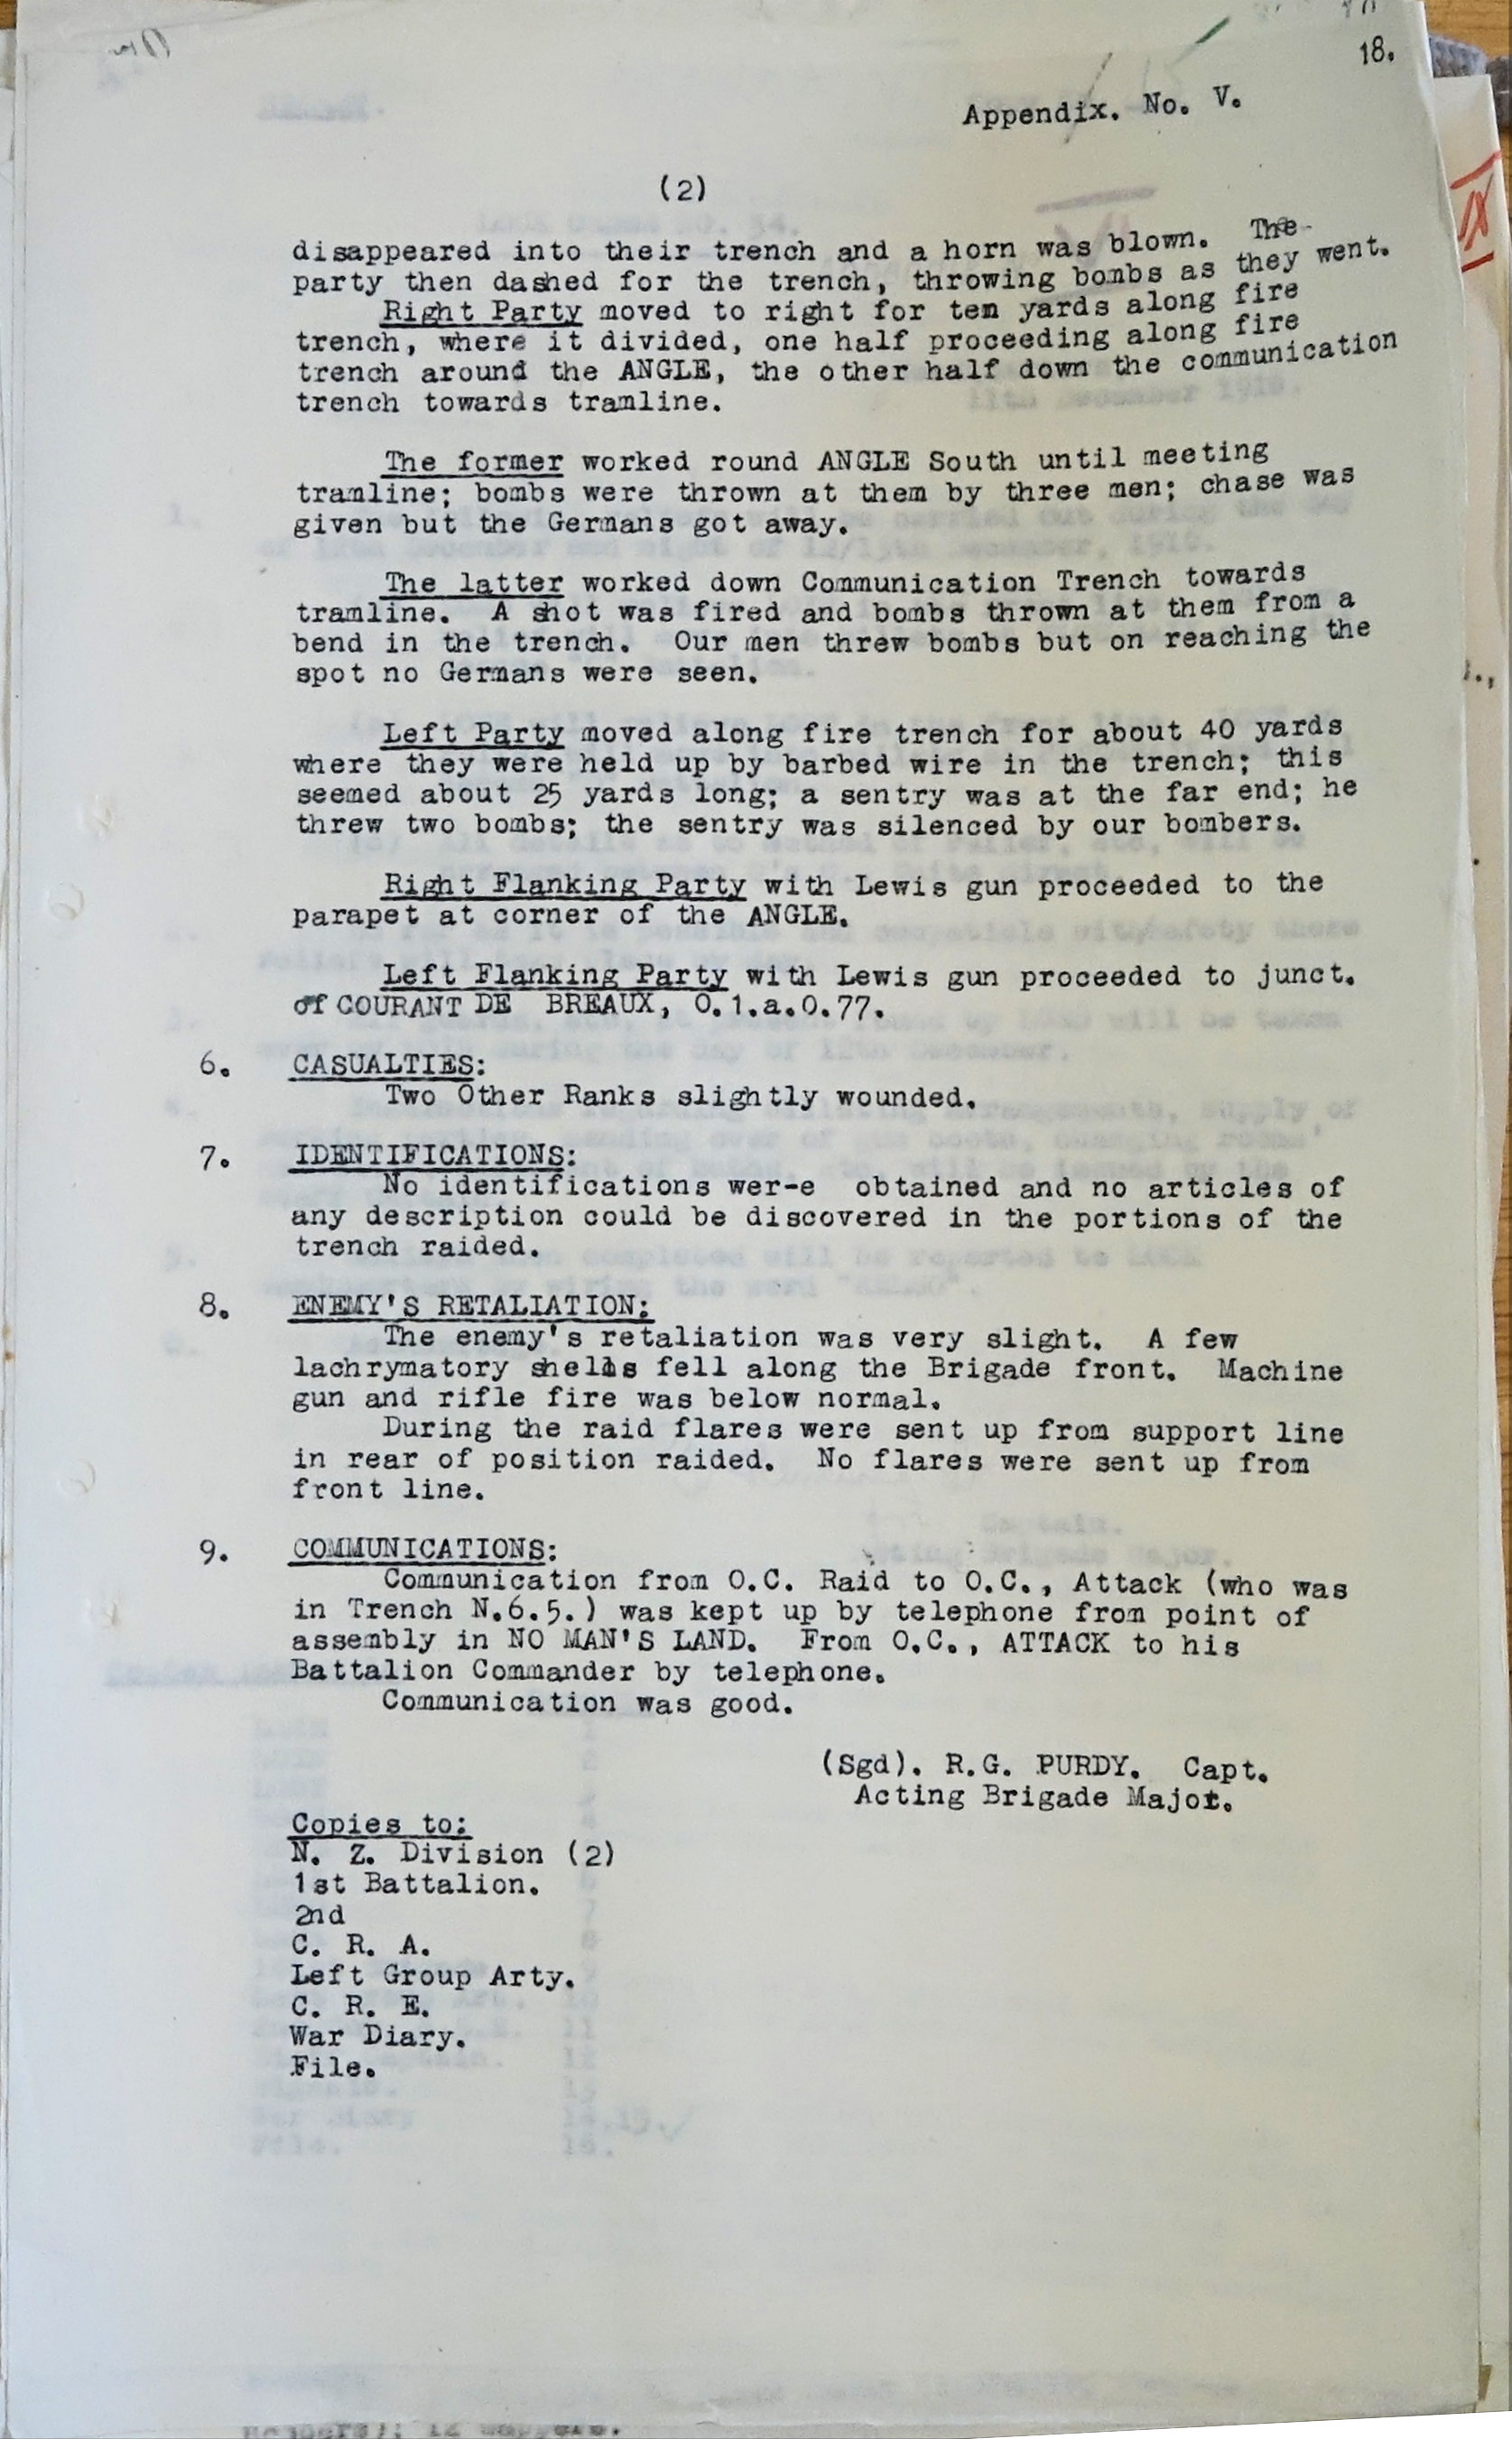 18.
Appendix. No. V.
(2)
disappeared into their trench and a horn was blown. The
party then dashed for the trench, throwing bombs as they went.
Right Party moved to right for ten yards along fire
trench, where it divided, one half proceeding along fire
trench around the ANGLE, the other half down the communication
trench towards tramline.
The former worked round ANGLE South until meeting
tramline; bombs were thrown at them by three men; chase was
given but the Germans got away.
The latter worked down Communication Trench towards
tramline. A shot was fired and bombs thrown at them from a
bend in the trench. Our men threw bombs but on reaching the
spot no Germans were seen.
Left Party moved along fire trench for about 40 yards
where they were held up by barbed wire in the trench; this
seemed about 25 yards long; a sentry was at the far end; he
threw two bombs; the sentry was silenced by our bombers.
Right Flanking Party with Lewis gun proceeded to the
parapet at corner of the ANGLE.
Left Flanking Party with Lewis gun proceeded to junct.
of COURANT DE BREAUX, O.1.a.0.77.
6. CASUALTIES:
Two Other Ranks slightly wounded.
7. IDENTIFICATIONS:
No identifications wer-e obtained and no articles of
any description could be discovered in the portions of the
trench raided.
8. ENEMY'S RETALIATION:
The enemy's retaliation was very slight. A few
lachrymatory shells fell along the Brigade front. Machine
gun and rifle fire was below normal.
During the raid flares were sent up from support line
in rear of position raided. No flares were sent up from
front line.
9. COMMUNICATIONS:
Communication from O.C. Raid to O.C., Attack (who was
in Trench N.6.5.) was kept up by telephone from point of
assembly in NO MAN'S LAND. From O.C., ATTACK to his
Battalion Commander by telephone.
Communication was good.
(Sgd). R.G. PURDY. Capt.
Acting Brigade Major.
Copies to:
N. Z. Division (2)
1st Battalion.
2nd
C. R. A.
Left Group Arty.
C. R. E.
War Diary.
File.